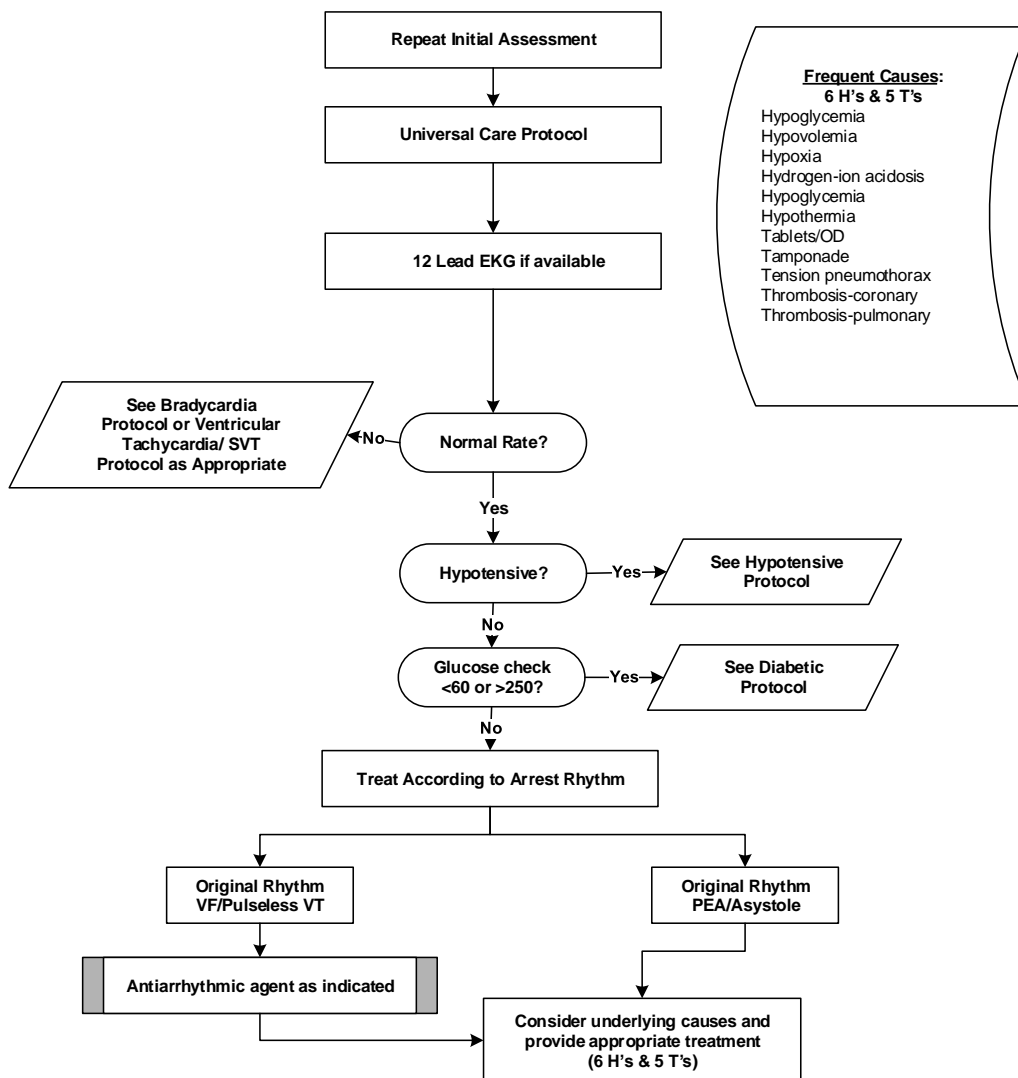 Repeat Initial Assessment
Universal Care Protocol
12 Lead EKG if available
Frequent Causes:
6 H's & 5 T's
Hypoglycemia
Hypovolemia
Hypoxia
Hydrogen-ion acidosis
Hypoglycemia
Hypothermia
Tablets/OD
Tamponade
Tension pneumothorax
Thrombosis-coronary
Thrombosis-pulmonary
See Bradycardia
Protocol or Ventricular
Tachycardia/ SVT
Protocol as Appropriate
No
Normal Rate?
Yes
Hypotensive?
Yes
See Hypotensive
Protocol
No
Glucose check
<60 or >250?
Yes
See Diabetic
Protocol
No
Treat According to Arrest Rhythm
Original Rhythm
VF/Pulseless VT
Original Rhythm
PEA/Asystole
Antiarrhythmic agent as indicated
Consider underlying causes and
provide appropriate treatment
(6 H's & 5 T's)